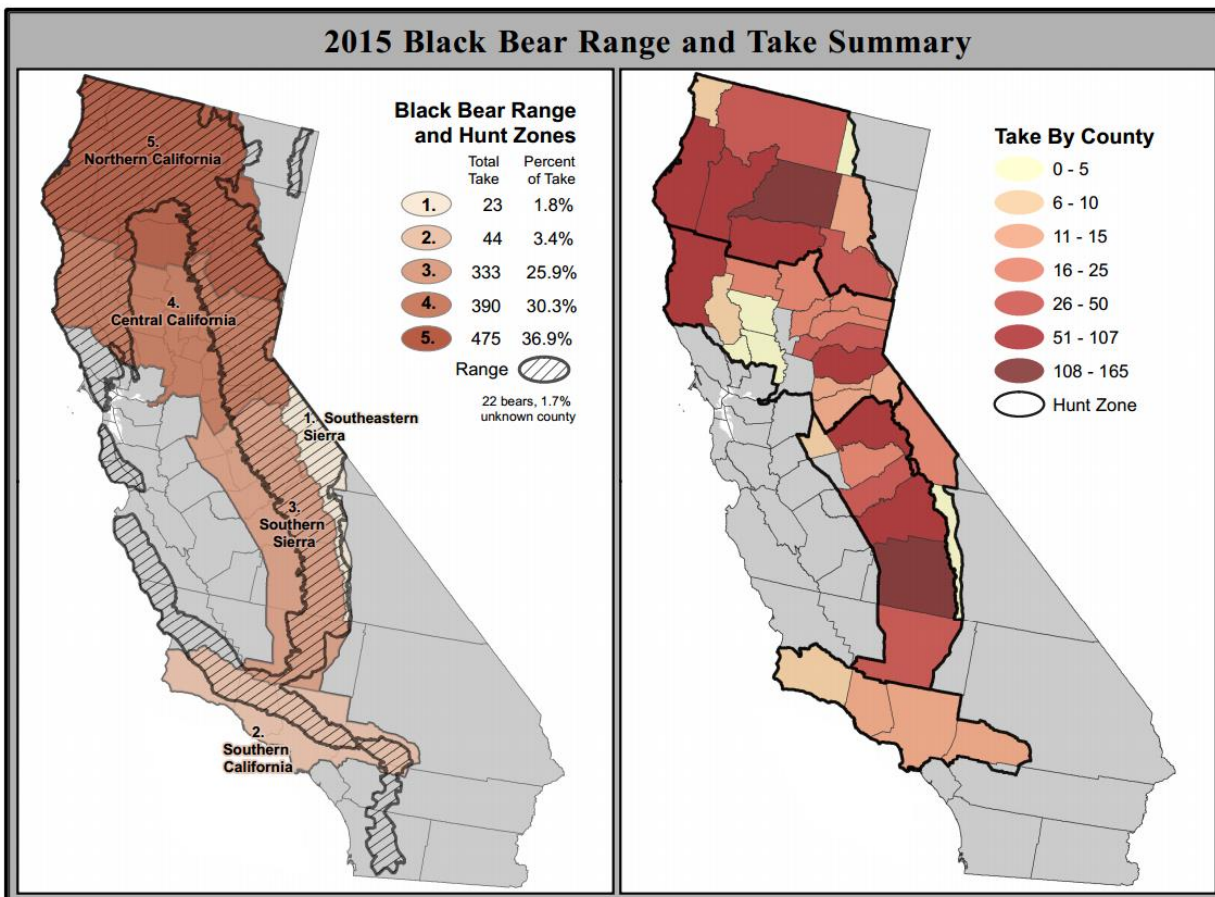 2015 Black Bear Range and Take Summary
Black Bear Range
and Hunt Zones
Total
Take
Percent
of Take
1. 23 1.8%
2. 44 3.4%
3. 333 25.9%
4. 390 30.3%
5. 475 36.9%
Range
22 bears, 1.7%
unknown county
5.
Northern California
4.
Central California
1. Southeastern
Sierra
3.
Southern
Sierra
2.
Southern
California
Take By County
0 - 5
6 - 10
11 - 15
16 - 25
26 - 50
51 - 107
108 - 165
Hunt Zone